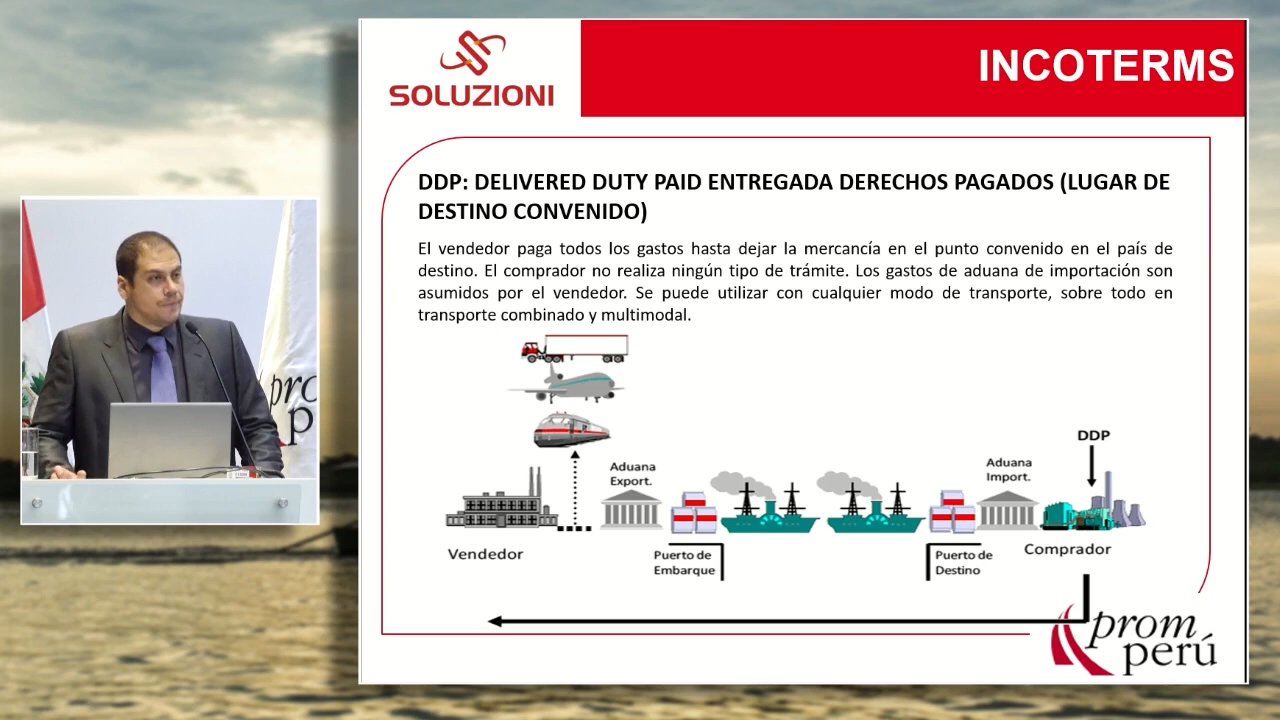 SOLUZIONI
INCOTERMS
DDP: DELIVERED DUTY PAID ENTREGADA DERECHOS PAGADOS (LUGAR DE
DESTINO CONVENIDO)
El vendedor paga todos los gastos hasta dejar la mercancía en el punto convenido en el país de
destino. El comprador no realiza ningún tipo de trámite. Los gastos de aduana de importación son
asumidos por el vendedor. Se puede utilizar con cualquier modo de transporte, sobre todo en
transporte combinado y multimodal.
DDP
Aduana
Export.
Aduana
Import.
Vendedor
Puerto de
Embarque
Puerto de
Destino
Comprador
prom
perú
pro
p